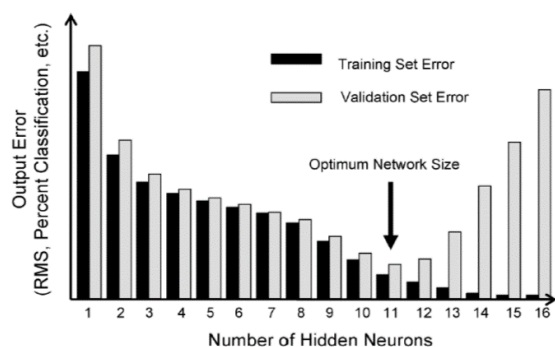 Output Error
(RMS, Percent Classification, etc.)
Training Set Error
Validation Set Error
Optimum Network Size
1 2 3 4 5 6 7 8 9 10 11 12 13 14 15 16
Number of Hidden Neurons